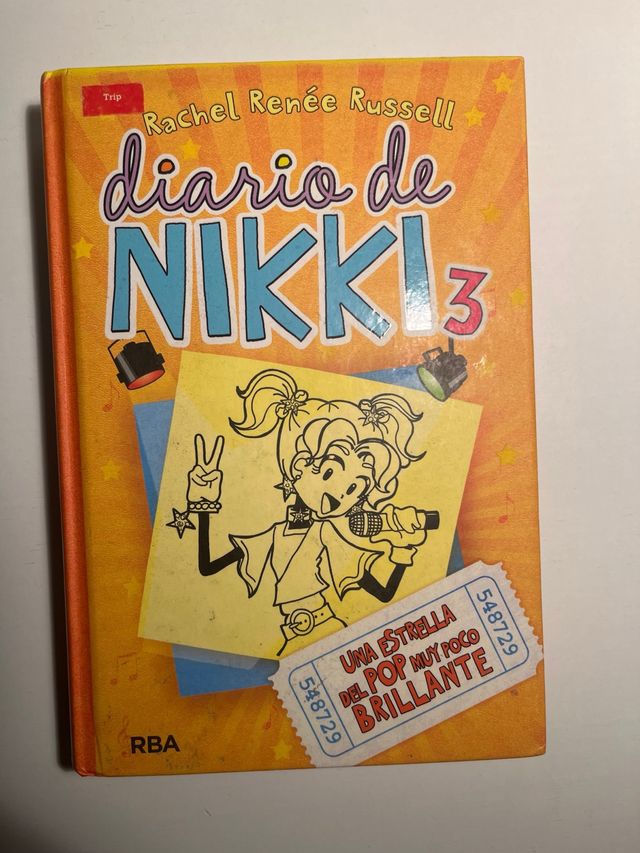 Trip
Rachel Renée Russell
diario de
NIKKI 3
UNA ESTRELLA
DEL POP MUY POCO
BRILLANTE
548729
548729
RBA